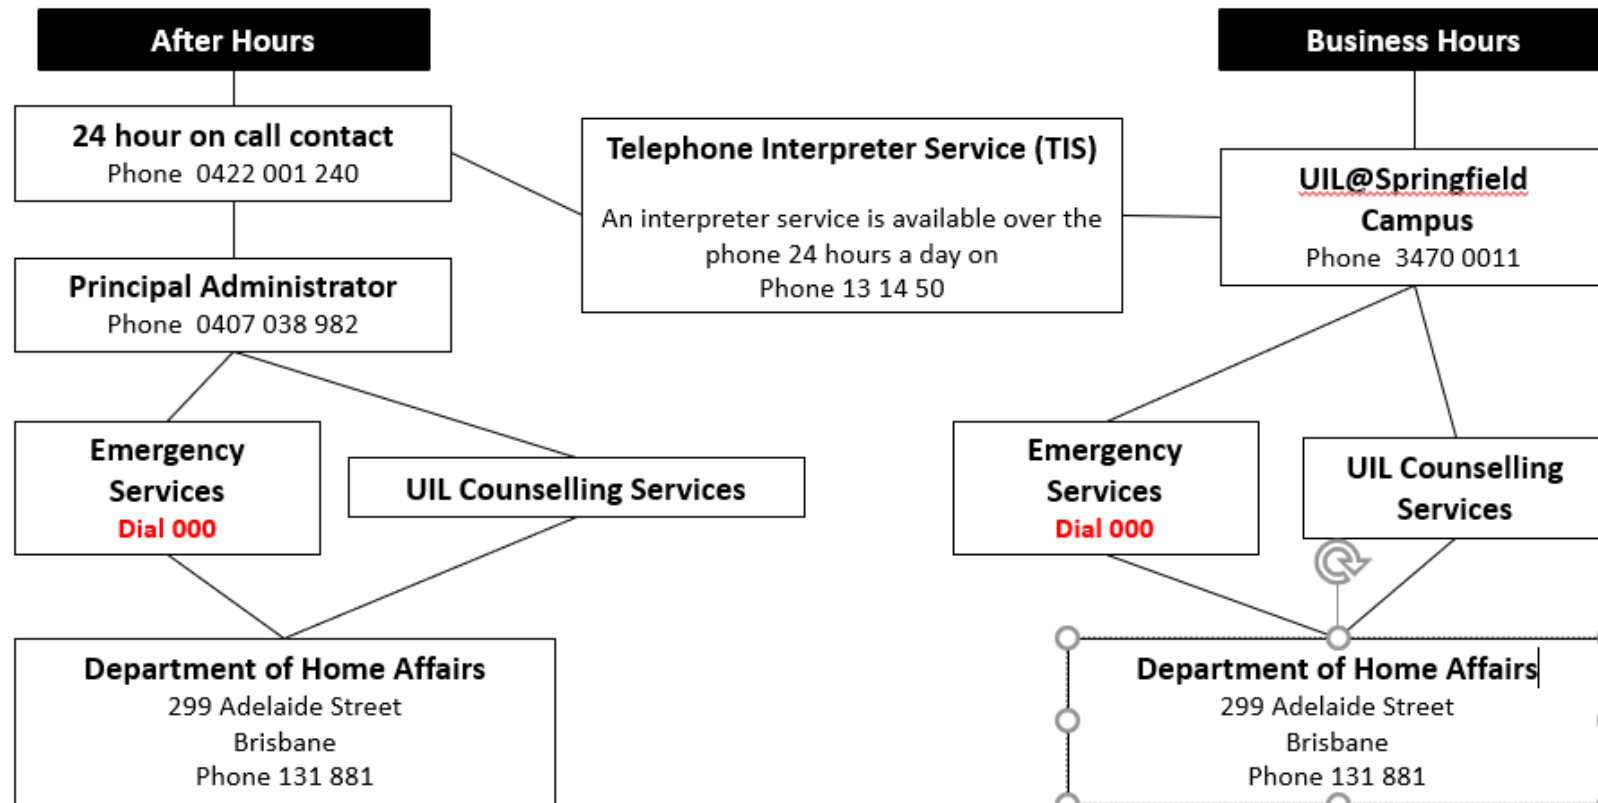 After Hours
24 hour on call contact
Phone 0422 001 240
Principal Administrator
Phone 0407 038 982
Emergency
Services
Dial 000
UIL Counselling Services
Department of Home Affairs
299 Adelaide Street
Brisbane
Phone 131 881
Telephone Interpreter Service (TIS)
An interpreter service is available over the
phone 24 hours a day on
Phone 13 14 50
Business Hours
UIL@Springfield
Campus
Phone 3470 0011
Emergency
Services
Dial 000
UIL Counselling
Services
Department of Home Affairs
299 Adelaide Street
Brisbane
Phone 131 881